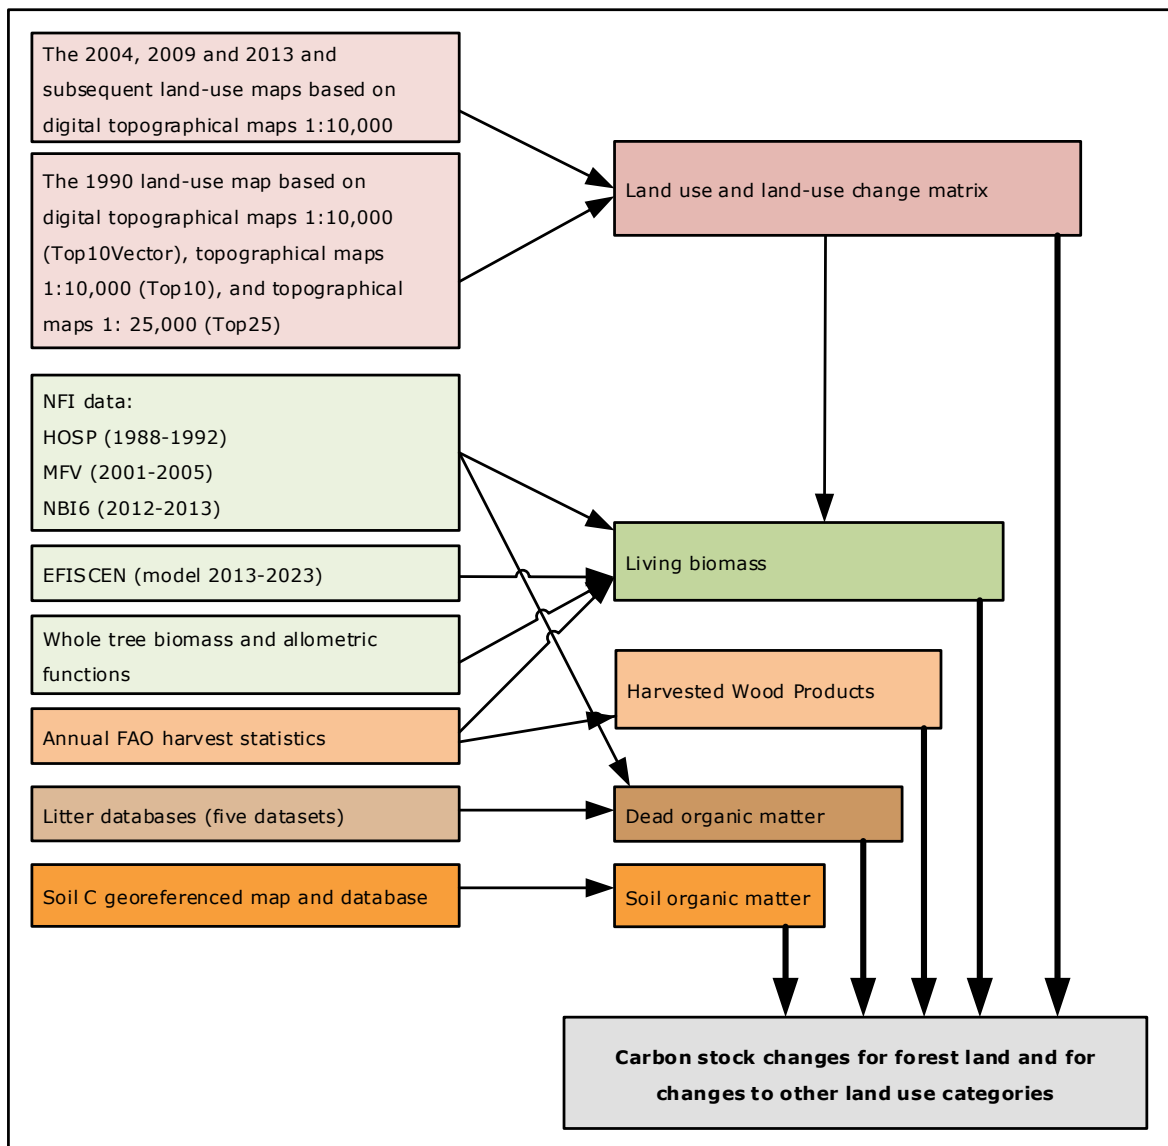 The 2004, 2009 and 2013 and
subsequent land-use maps based on
digital topographical maps 1:10,000
The 1990 land-use map based on
digital topographical maps 1:10,000
(Top10Vector), topographical maps
1:10,000 (Top10), and topographical
maps 1: 25,000 (Top25)
Land use and land-use change matrix
NFI data:
HOSP (1988-1992)
MFV (2001-2005)
NBI6 (2012-2013)
EFISCEN (model 2013-2023)
Living biomass
Whole tree biomass and allometric
functions
Harvested Wood Products
Annual FAO harvest statistics
Litter databases (five datasets)
Dead organic matter
Soil C georeferenced map and database
Soil organic matter
Carbon stock changes for forest land and for
changes to other land use categories